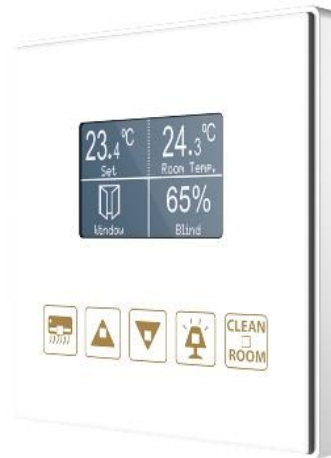 23.4°C 24.3°C
Set Room Temp.
65%
Window Blind
CLEAN
ROOM